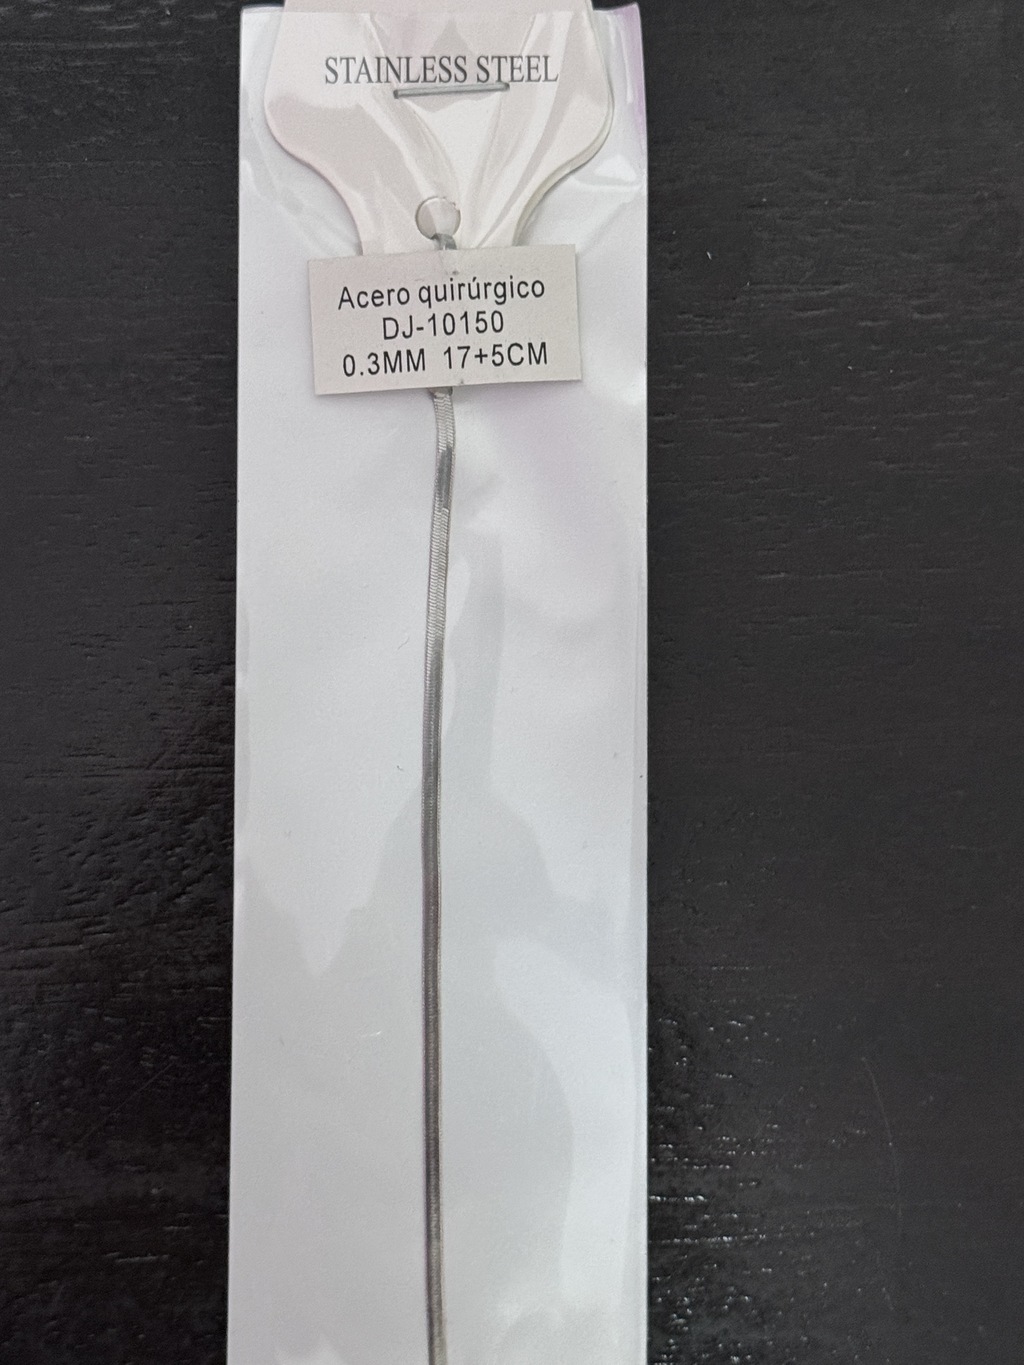 STAINLESS STEEL
Acero quirúrgico
DJ-10150
0.3MM 17+5CM